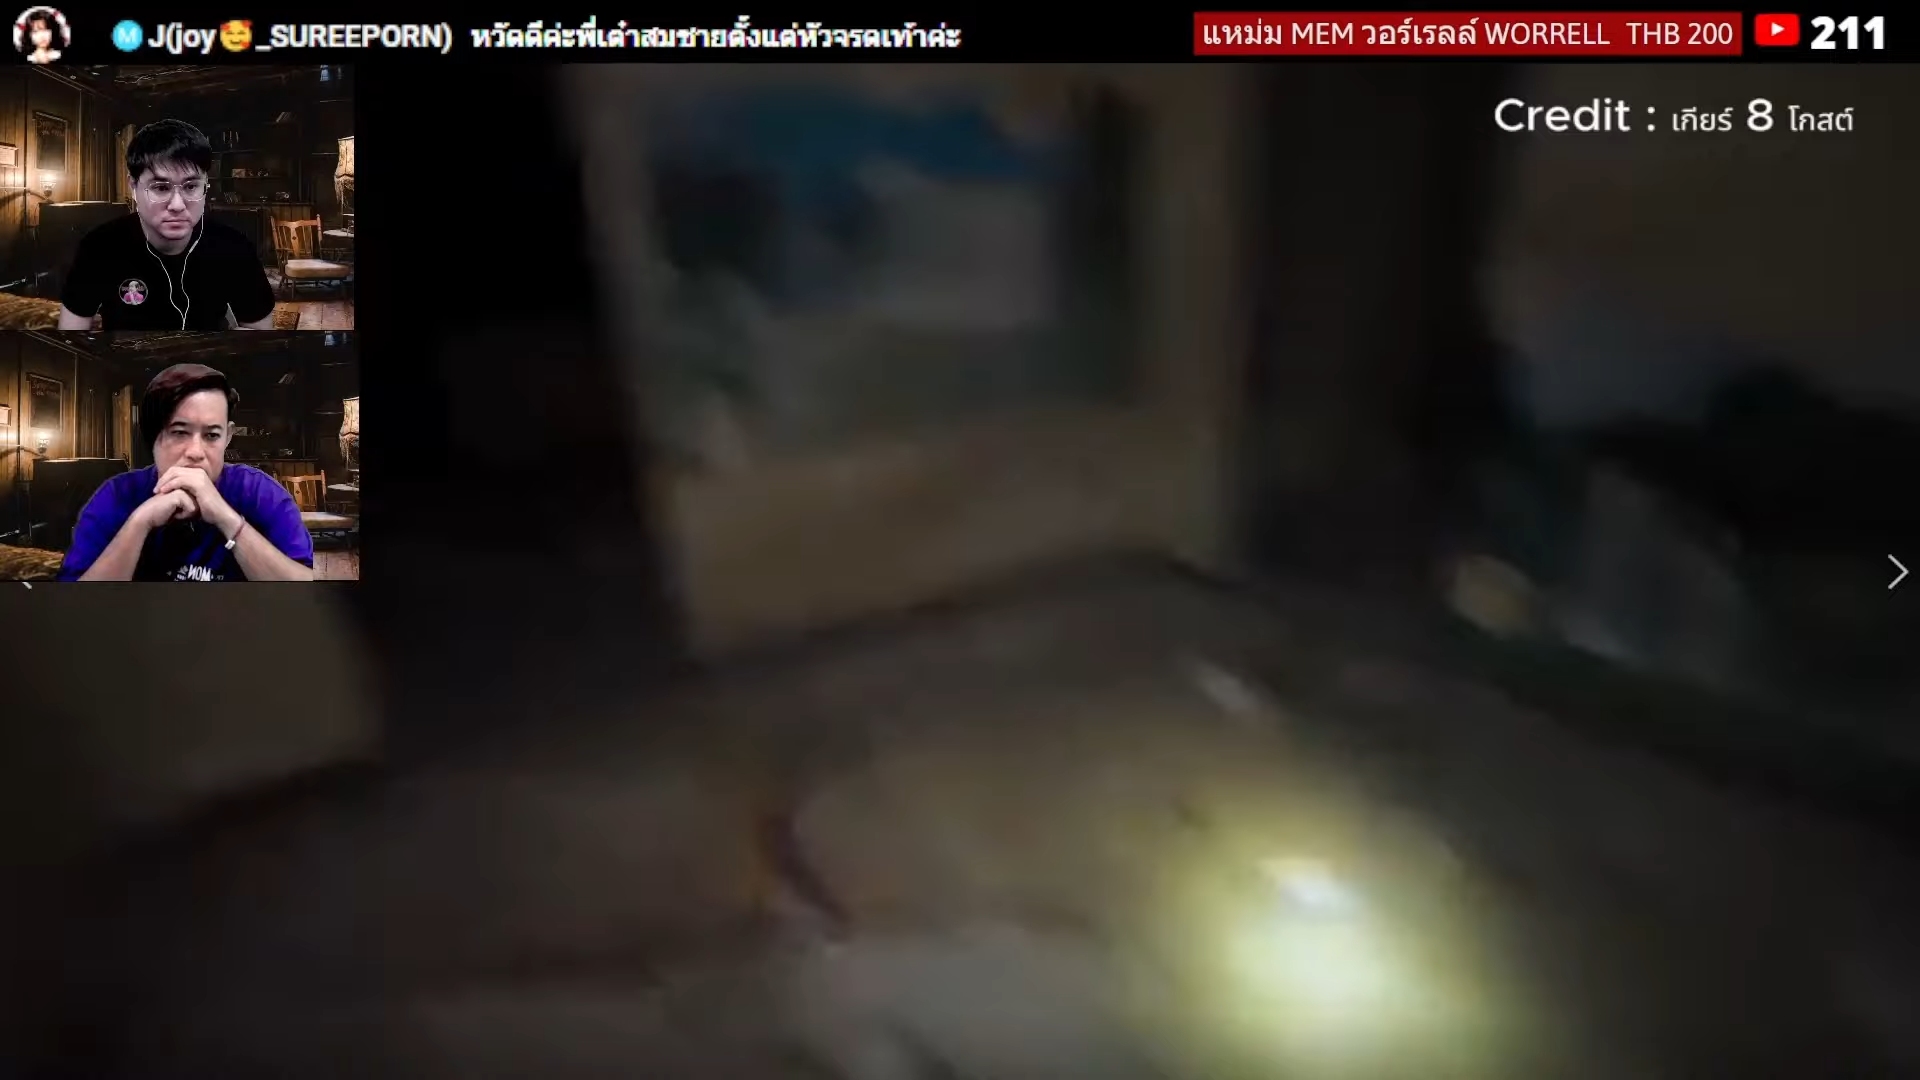 M J(joy🥰_SUREEPORN) หวัดดีค่ะพี่เต๋าสมชายตั้งแต่หัวจรดเท้าค่ะ
แหม่ม MEM วอร์เรลล์ WORRELL THB 200
211
Credit : เกียร์ 8 โกสต์